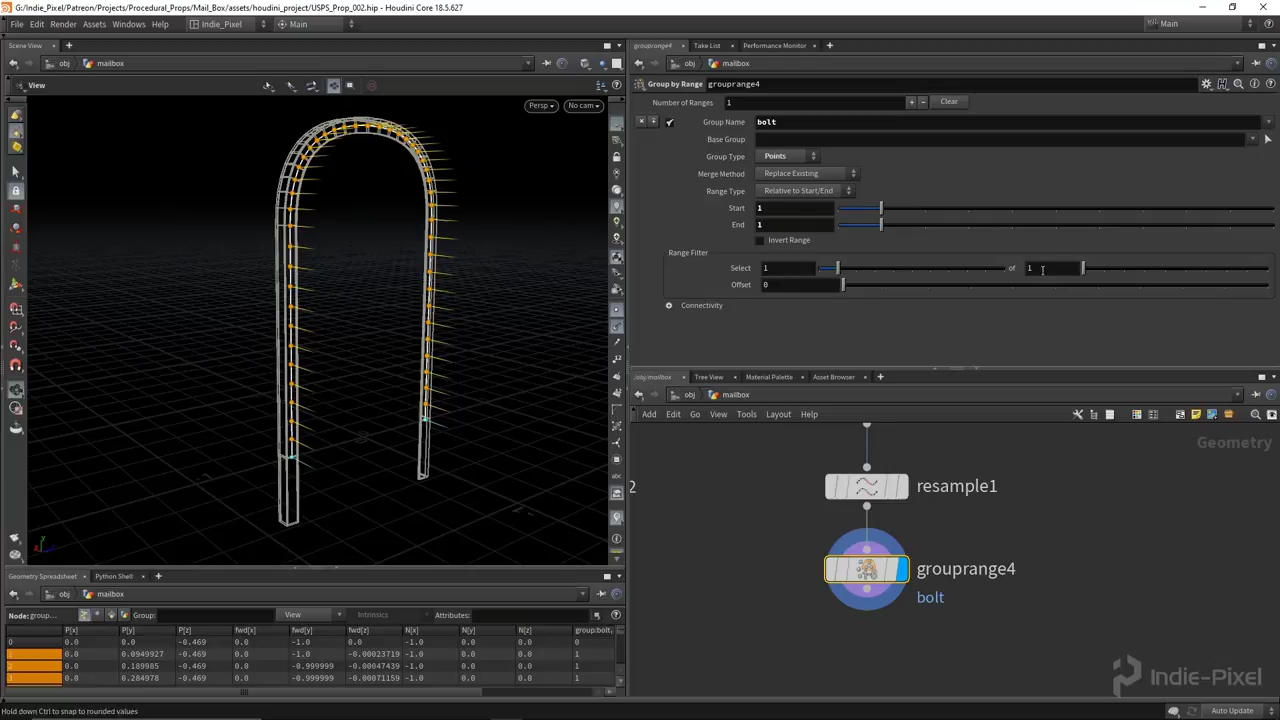 G:/Indie_Pixel/Patreon/Projects/Procedural_Props/Mail_Box/assets/houdini_project/USPS_Prop_002.hip - Houdini Core 18.5.627
File Edit Render Assets Windows Help Indie_Pixel Main Main
Scene View
obj mailbox
View
Persp No cam
grouprange4 Take List Performance Monitor
obj mailbox
Group by Range grouprange4
Number of Ranges 1 Clear
Group Name bolt
Base Group
Group Type Points
Merge Method Replace Existing
Range Type Relative to Start/End
Start 1
End 1
Invert Range
Range Filter
Select 1 of 1
Offset 0
Connectivity
/obj/mailbox Tree View Material Palette Asset Browser
obj mailbox
Add Edit Go View Tools Layout Help
Geometry
2
resample1
grouprange4
bolt
Indie-Pixel
Geometry Spreadsheet Python Shell
obj mailbox
Node: group... Group: View Intrinsics Attributes:
P[x] P[y] P[z] fwd[x] fwd[y] fwd[z] N[x] N[y] N[z] group:bolt
0 0.0 0.0 -0.469 0.0 -1.0 0.0 -1.0 0.0 0.0 0
1 0.0 0.0949927 -0.469 0.0 -1.0 -0.00023719 -1.0 0.0 0.0 1
2 0.0 0.189985 -0.469 0.0 -0.999999 -0.00047439 -1.0 0.0 0.0 1
3 0.0 0.284978 -0.469 0.0 -0.999999 -0.00071159 -1.0 0.0 0.0 1
Hold down Ctrl to snap to rounded values
Auto Update